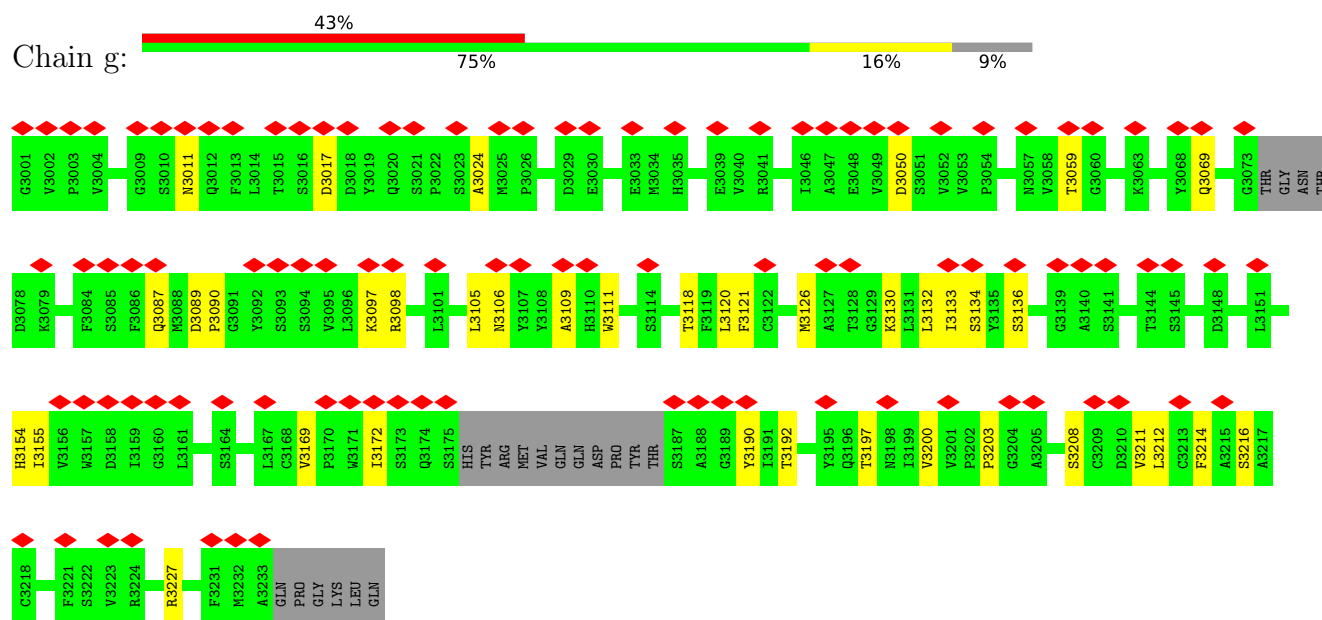 43%
Chain g:
75% 16% 9%
G3001 V3002 P3003 V3004 G3009 S3010 N3011 Q3012 F3013 L3014 T3015 S3016 D3017 D3018 Y3019 Q3020 S3021 P3022 S3023 A3024 M3025 P3026 D3029 E3030 E3033 M3034 H3035 E3039 V3040 R3041 I3046 A3047 E3048 V3049 D3050 S3051 V3052 V3053 P3054 N3057 V3058 T3059 G3060 K3063 Y3068 Q3069 G3073 THR GLY ASN THR
D3078 K3079 F3084 S3085 F3086 Q3087 M3088 D3089 P3090 G3091 Y3092 S3093 S3094 V3095 L3096 K3097 R3098 L3101 L3105 N3106 Y3107 Y3108 A3109 H3110 W3111 S3114 T3118 F3119 L3120 F3121 C3122 M3126 A3127 T3128 G3129 K3130 L3131 L3132 I3133 S3134 Y3135 S3136 G3139 A3140 S3141 T3144 S3145 D3148 L3151
H3154 I3155 V3156 W3157 D3158 I3159 G3160 L3161 S3164 L3167 C3168 V3169 P3170 W3171 I3172 S3173 Q3174 S3175 HIS TYR ARG MET VAL GLN GLN ASP PRO TYR THR S3187 A3188 G3189 Y3190 I3191 T3192 Y3195 Q3196 T3197 N3198 I3199 V3200 V3201 P3202 P3203 G3204 A3205 S3208 C3209 D3210 V3211 L3212 C3213 F3214 A3215 S3216 A3217
C3218 F3221 S3222 V3223 R3224 R3227 F3231 M3232 A3233 GLN PRO GLY LYS LEU GLN